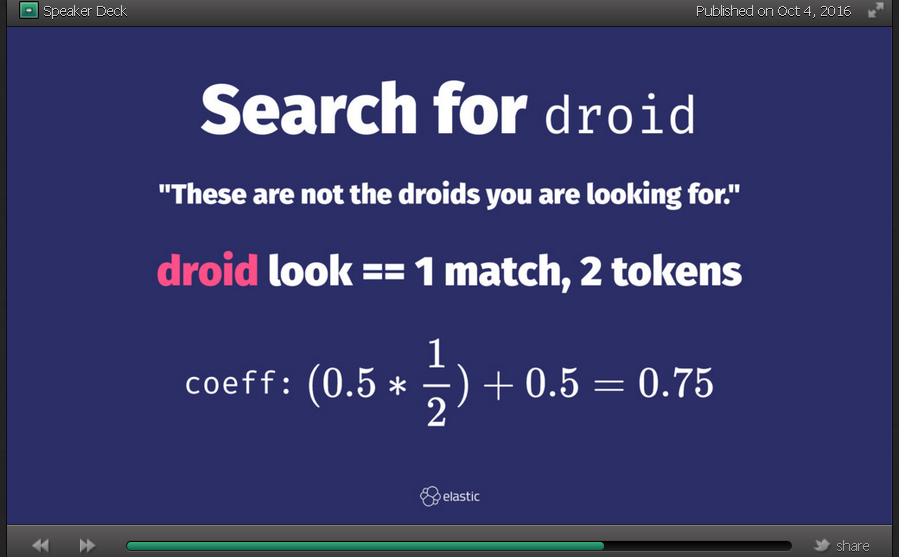 Speaker Deck
Published on Oct 4, 2016
Search for droid
"These are not the droids you are looking for."
droid look == 1 match, 2 tokens
coeff: (0.5 * 1/2) + 0.5 = 0.75
elastic
share